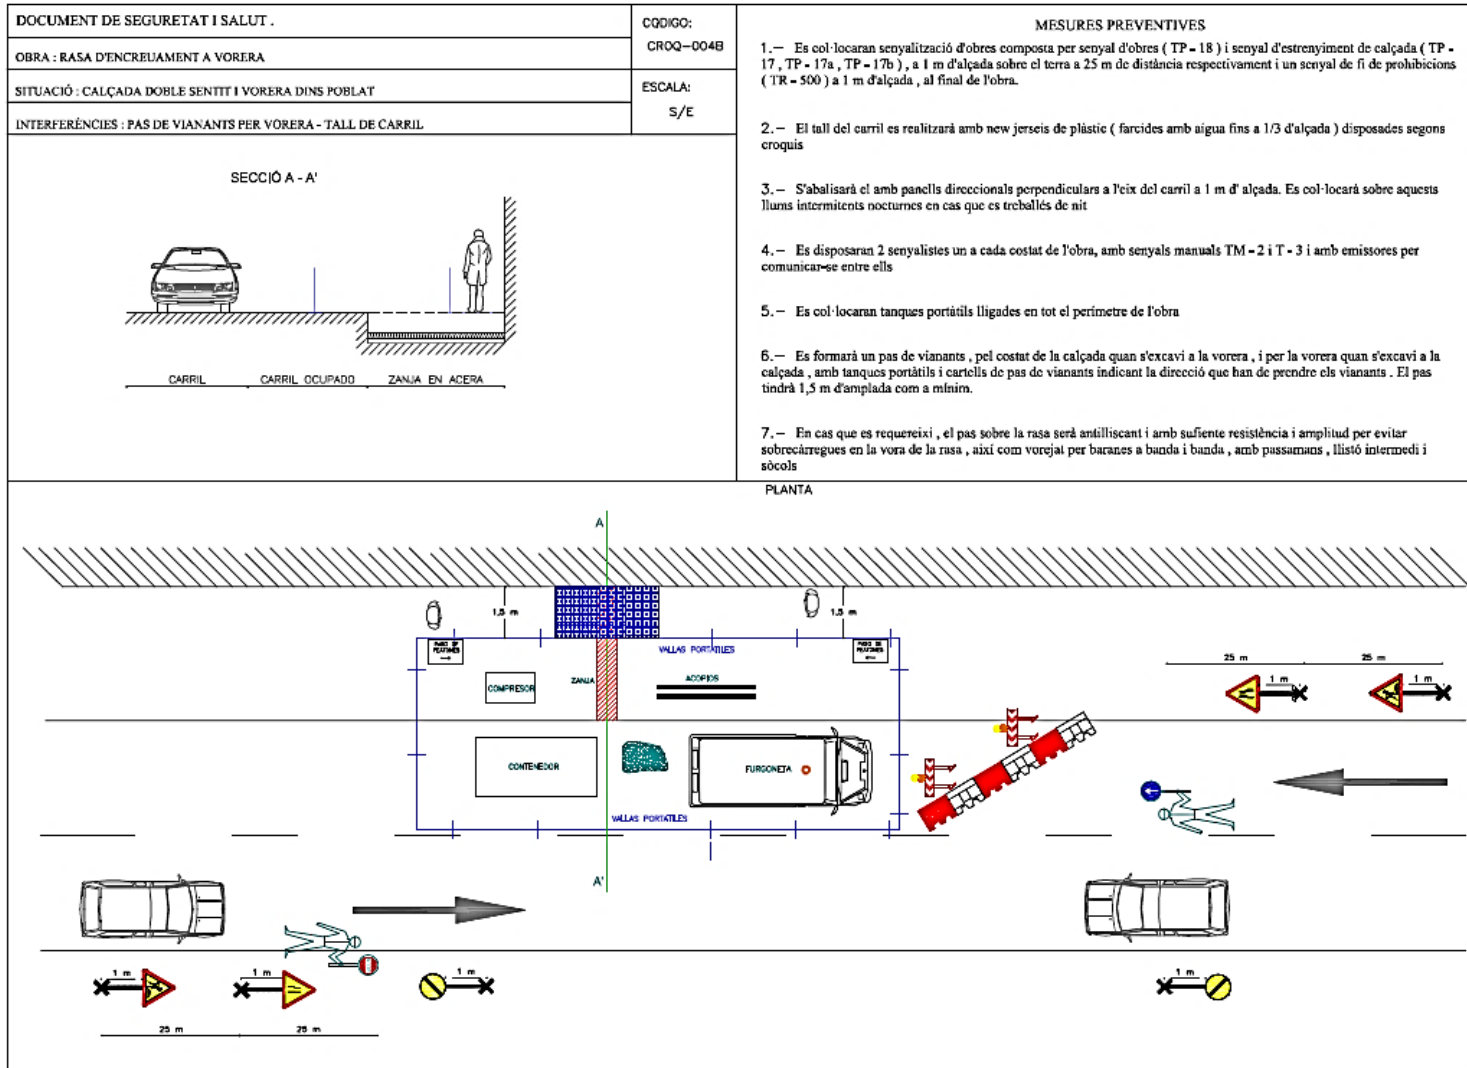 DOCUMENT DE SEGURETAT I SALUT .
OBRA : RASA D'ENCREUAMENT A VORERA
SITUACIÓ : CALÇADA DOBLE SENTIT I VORERA DINS POBLAT
INTERFERÈNCIES : PAS DE VIANANTS PER VORERA - TALL DE CARRIL
CODIGO:
CROQ-004B
ESCALA:
S/E
SECCIÓ A - A'
CARRIL
CARRIL OCUPADO
ZANJA EN ACERA
MESURES PREVENTIVES
1.- Es col·locaran senyalització d'obres composta per senyal d'obres ( TP - 18 ) i senyal d'estrenyiment de calçada ( TP -
17 , TP - 17a , TP - 17b ) , a 1 m d'alçada sobre el terra a 25 m de distància respectivament i un senyal de fi de prohibicions
( TR - 500 ) a 1 m d'alçada , al final de l'obra.
2.- El tall del carril es realitzarà amb new jerseis de plàstic ( farcides amb aigua fins a 1/3 d'alçada ) disposades segons
croquis
3.- S'abalisarà el amb panells direccionals perpendiculars a l'eix del carril a 1 m d' alçada. Es col·locarà sobre aquests
llums intermitents nocturnes en cas que es treballés de nit
4.- Es disposaran 2 senyalistes un a cada costat de l'obra, amb senyals manuals TM - 2 i T - 3 i amb emissores per
comunicar-se entre ells
5.- Es col·locaran tanques portàtils lligades en tot el perímetre de l'obra
6.- Es formarà un pas de vianants , pel costat de la calçada quan s'excavi a la vorera , i per la vorera quan s'excavi a la
calçada , amb tanques portàtils i cartells de pas de vianants indicant la direcció que han de prendre els vianants . El pas
tindrà 1,5 m d'amplada com a mínim.
7.- En cas que es requereixi , el pas sobre la rasa serà antilliscant i amb sufient resistència i amplitud per evitar
sobrecàrregues en la vora de la rasa , així com vorejat per baranes a banda i banda , amb passamans , llistó intermedi i
sòcols
PLANTA
A
1,5 m
1,5 m
PASO DE
PEATONES
VALLAS PORTATILES
PASO DE
PEATONES
COMPRESOR
ZANJA
ACOPIOS
25 m
25 m
1 m
1 m
CONTENEDOR
FURGONETA
VALLAS PORTATILES
A'
1 m
1 m
1 m
1 m
25 m
25 m